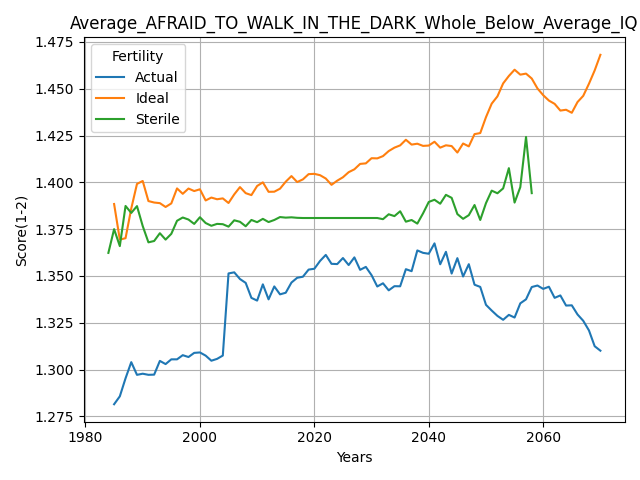 Average_AFRAID_TO_WALK_IN_THE_DARK_Whole_Below_Average_IQ
Fertility
Actual
Ideal
Sterile
Score(1-2)
1.475
1.450
1.425
1.400
1.375
1.350
1.325
1.300
1.275
1980
2000
2020
2040
2060
Years